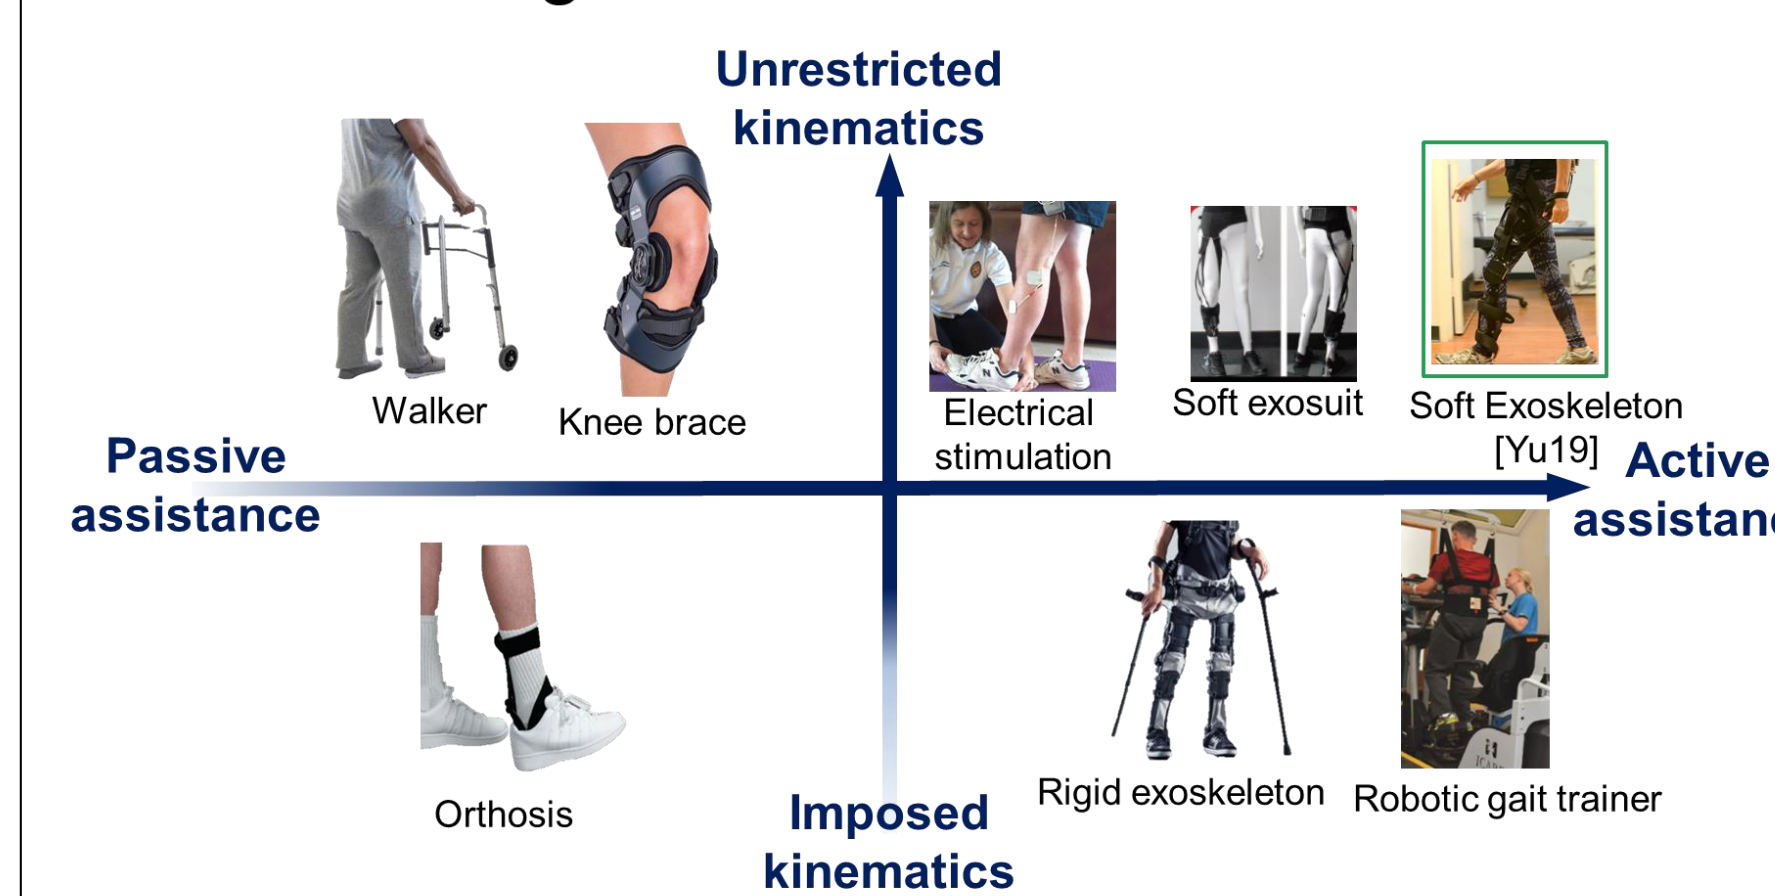 Unrestricted
kinematics
Walker
Knee brace
Electrical
stimulation
Soft exosuit
Soft Exoskeleton
[Yu19]
Passive
assistance
Active
Orthosis
Rigid exoskeleton
Robotic gait trainer
Imposed
kinematics